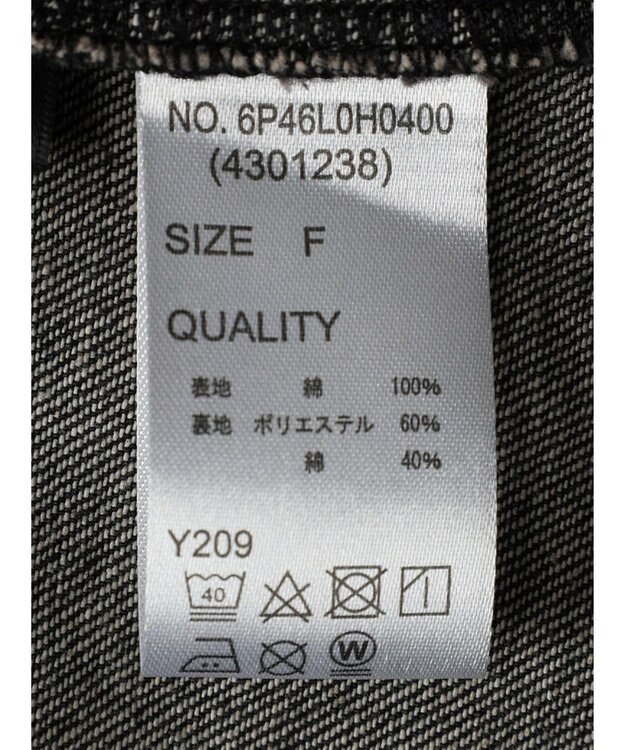 NO. 6P46L0H0400
(4301238)
SIZE F
QUALITY
表地 綿 100%
裏地 ポリエステル 60%
綿 40%
Y209
40
W